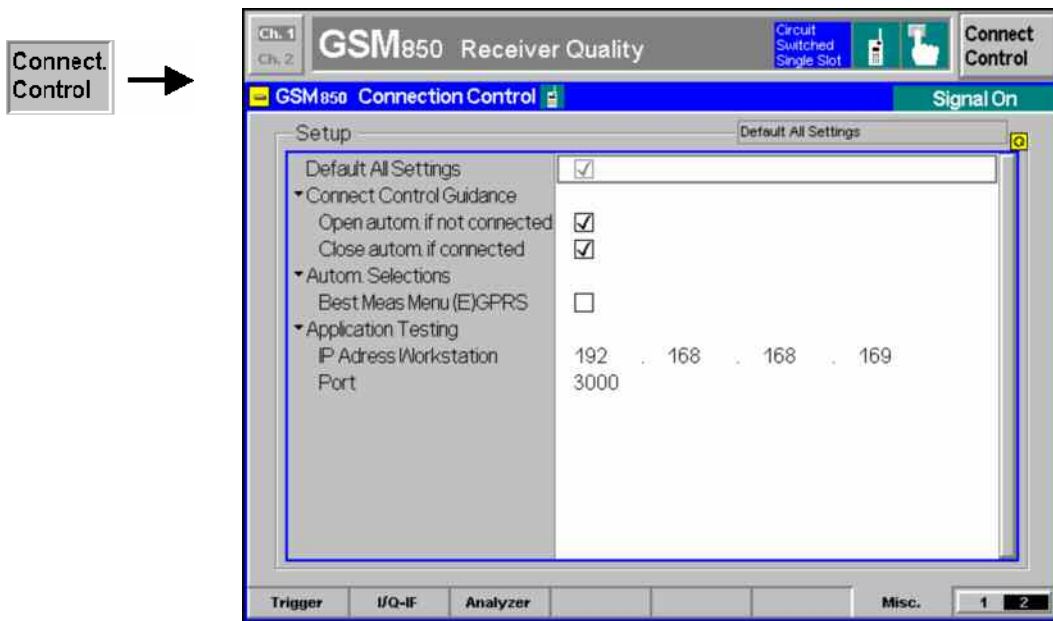 Connect.
Control
Ch. 1
Ch. 2
GSM850 Receiver Quality
Circuit
Switched
Single Slot
Connect
Control
GSM850 Connection Control
Signal On
Setup
Default All Settings
Default All Settings
Connect Control Guidance
Open autom. if not connected
Close autom. if connected
Autom. Selections
Best Meas Menu (E)GPRS
Application Testing
IP Adress Workstation 192 . 168 . 168 . 169
Port 3000
Trigger I/Q-IF Analyzer Misc. 1 2